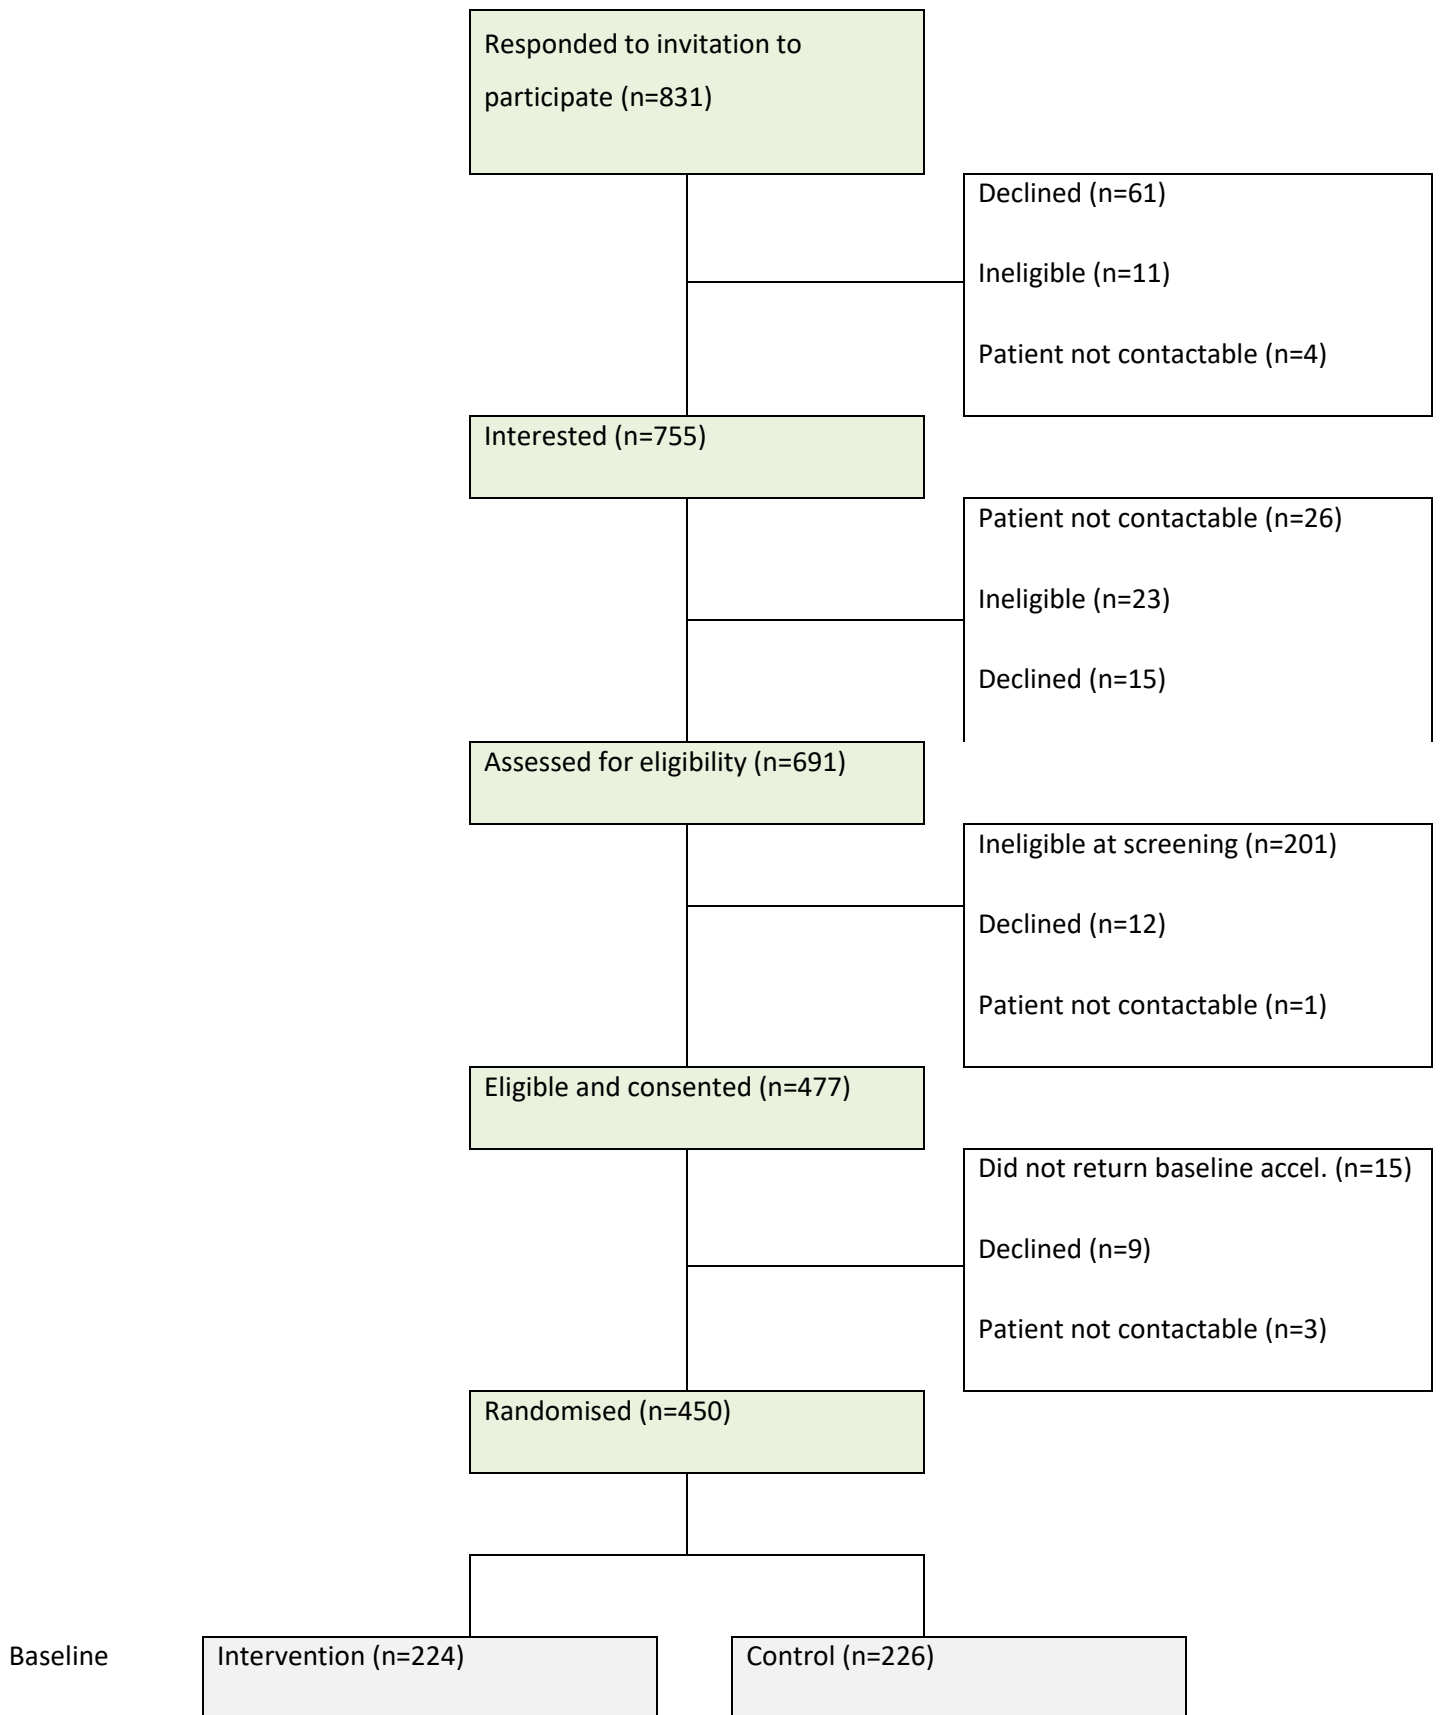 Responded to invitation to
participate (n=831)
Declined (n=61)
Ineligible (n=11)
Patient not contactable (n=4)
Interested (n=755)
Patient not contactable (n=26)
Ineligible (n=23)
Declined (n=15)
Assessed for eligibility (n=691)
Ineligible at screening (n=201)
Declined (n=12)
Patient not contactable (n=1)
Eligible and consented (n=477)
Did not return baseline accel. (n=15)
Declined (n=9)
Patient not contactable (n=3)
Randomised (n=450)
Baseline
Intervention (n=224)
Control (n=226)